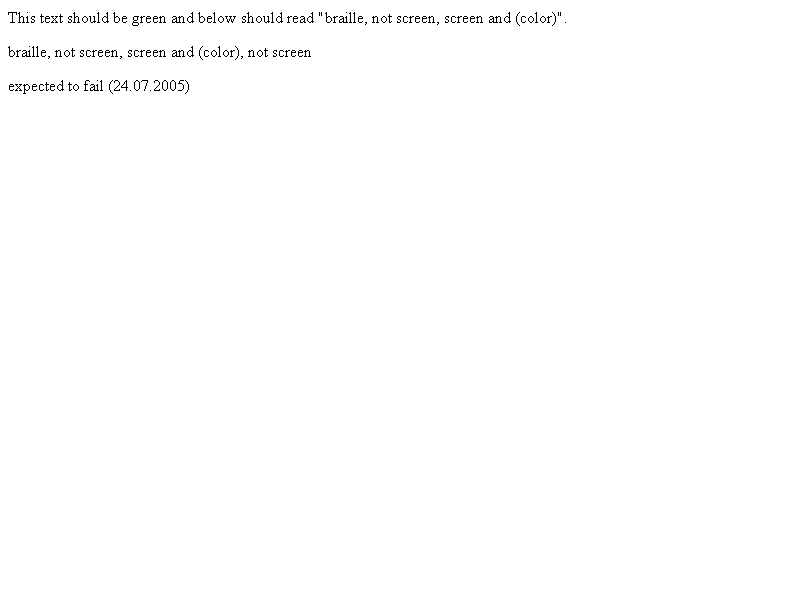 This text should be green and below should read "braille, not screen, screen and (color)".
braille, not screen, screen and (color), not screen
expected to fail (24.07.2005)